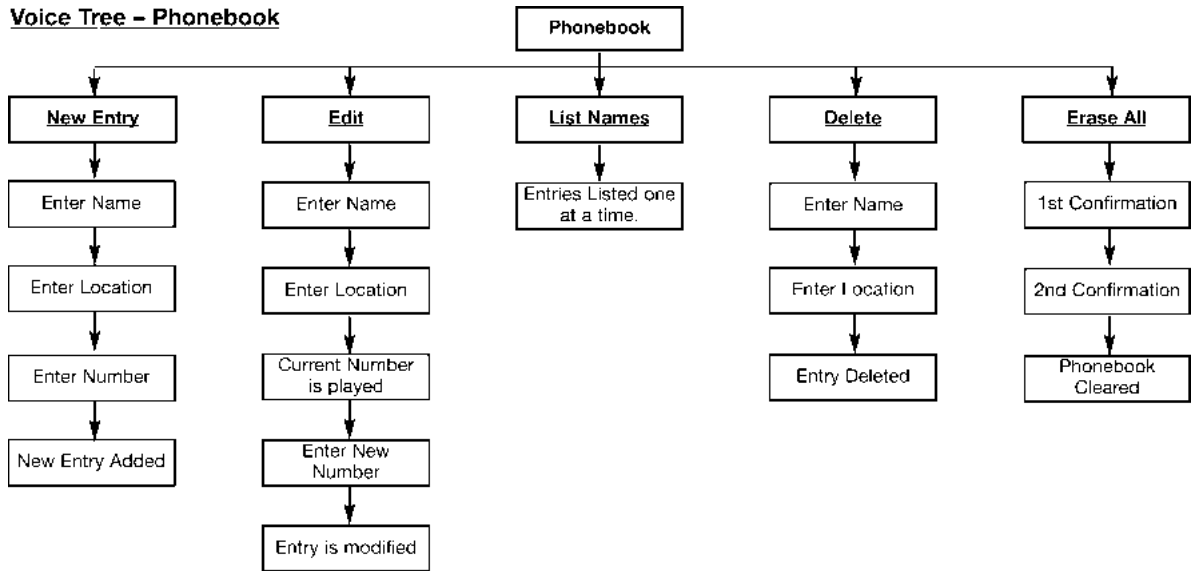 Voice Tree – Phonebook
Phonebook
New Entry
Enter Name
Enter Location
Enter Number
New Entry Added
Edit
Enter Name
Enter Location
Current Number
is played
Enter New
Number
Entry is modified
List Names
Entries Listed one
at a time.
Delete
Enter Name
Enter Location
Entry Deleted
Erase All
1st Confirmation
2nd Confirmation
Phonebook
Cleared